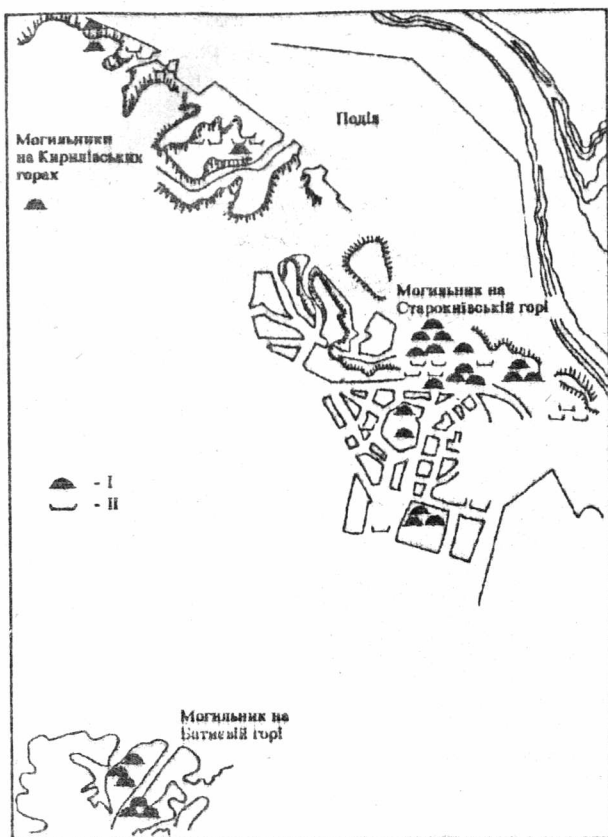 Поділ
Могильники
на Кирилівських
горах
Могильник на
Старокиївській горі
- I
- II
Могильник на
Батиєвій горі